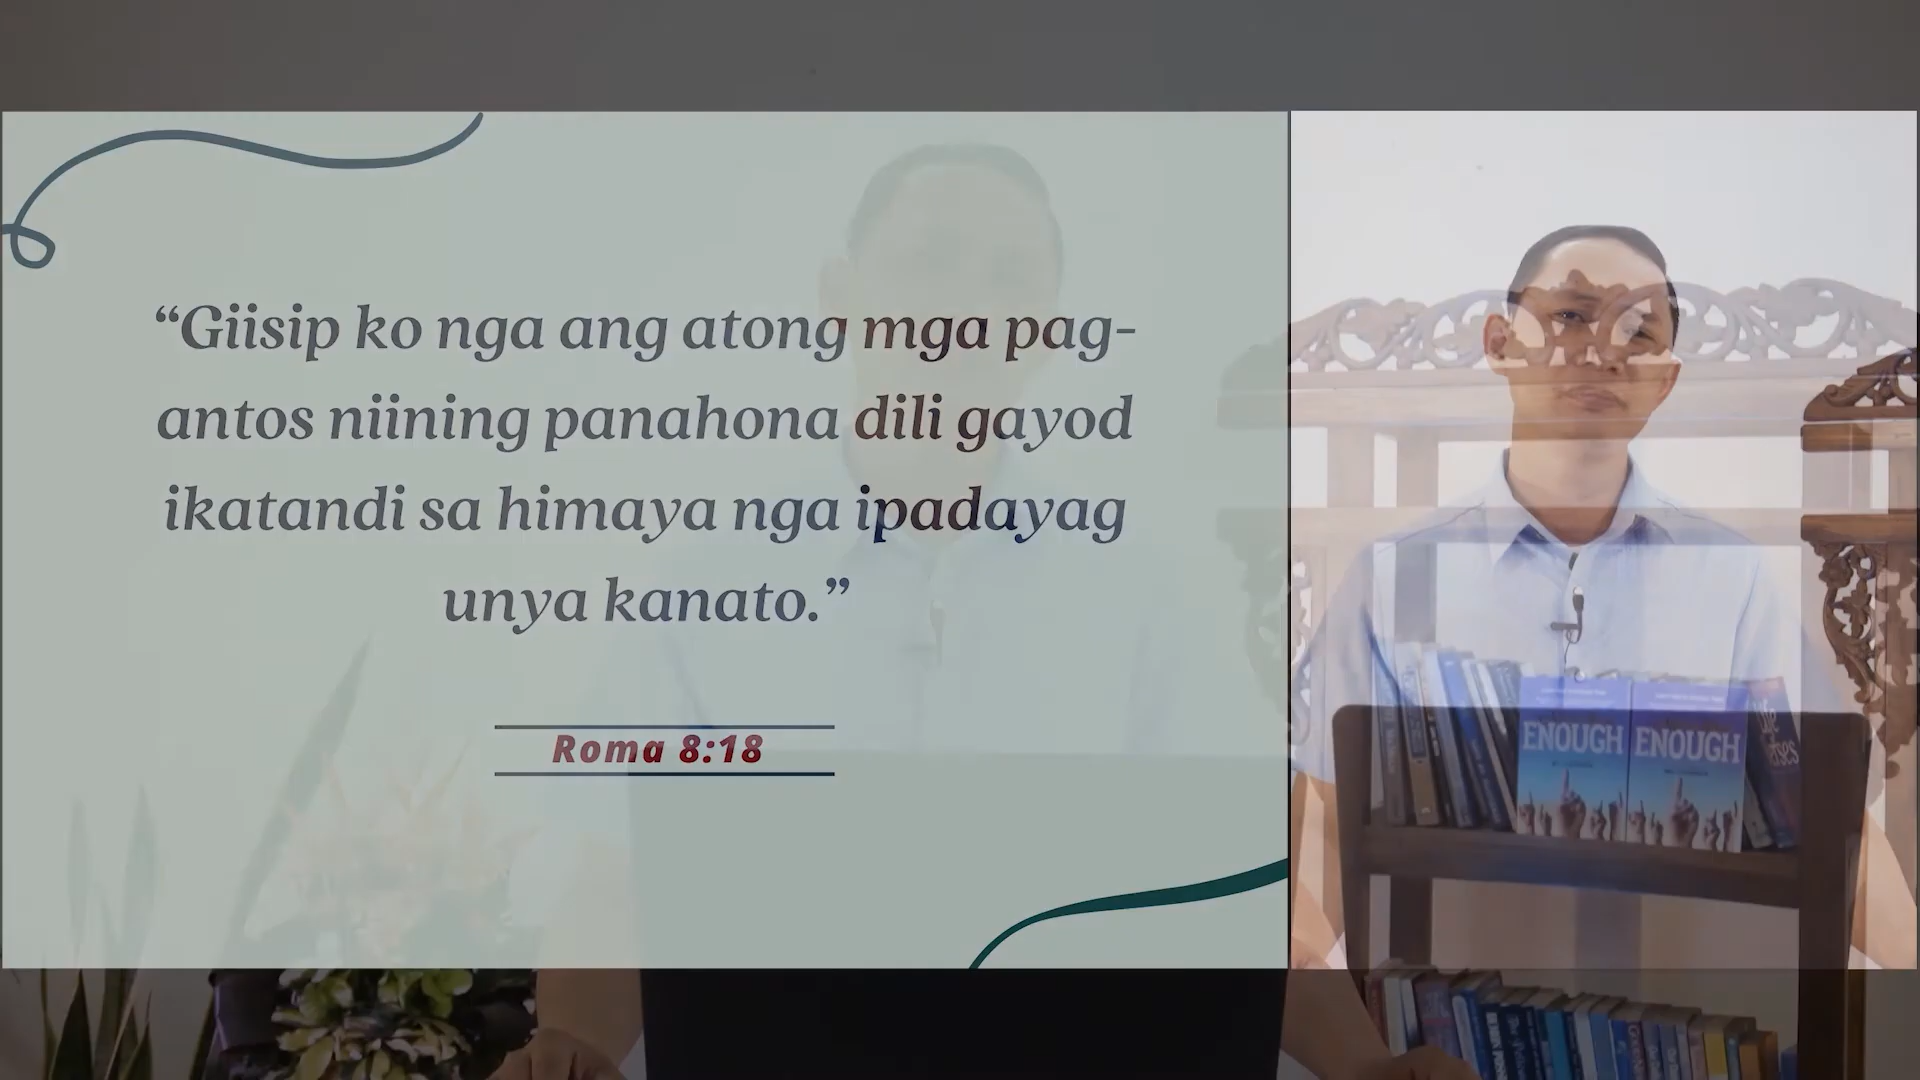 “Giisip ko nga ang atong mga pag-
antos niining panahona dili gayod
ikatandi sa himaya nga ipadayag
unya kanato.”
Roma 8:18
ENOUGH
ENOUGH
Life